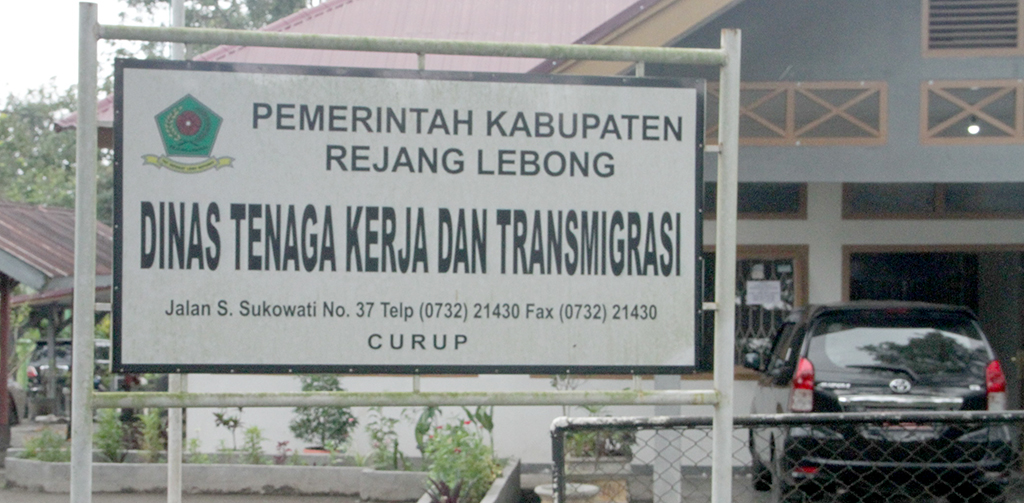 PEMERINTAH KABUPATEN
REJANG LEBONG
DINAS TENAGA KERJA DAN TRANSMIGRASI
Jalan S. Sukowati No. 37 Telp (0732) 21430 Fax (0732) 21430
CURUP